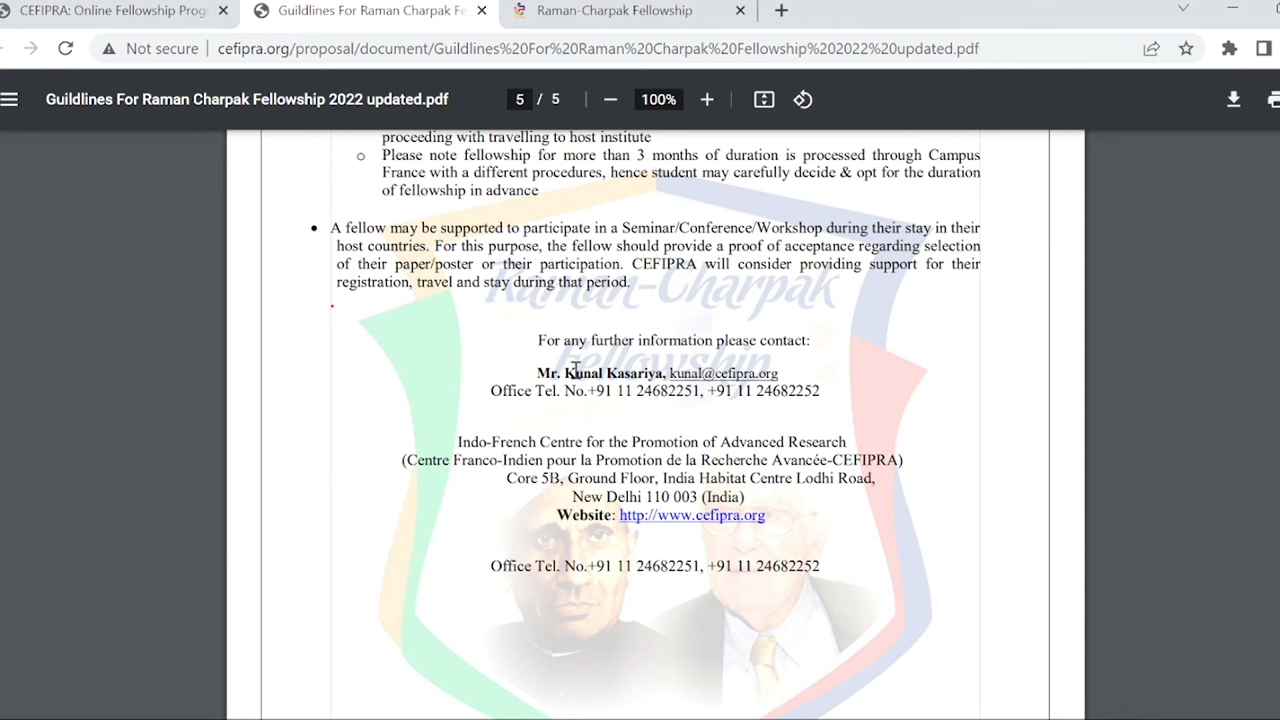 CEFIPRA: Online Fellowship Prog
Guildlines For Raman Charpak Fe
Raman-Charpak Fellowship
Not secure
cefipra.org/proposal/document/Guildlines%20For%20Raman%20Charpak%20Fellowship%202022%20updated.pdf
Guildlines For Raman Charpak Fellowship 2022 updated.pdf
5 / 5
100%
proceeding with travelling to host institute
o Please note fellowship for more than 3 months of duration is processed through Campus
France with a different procedures, hence student may carefully decide & opt for the duration
of fellowship in advance
• A fellow may be supported to participate in a Seminar/Conference/Workshop during their stay in their
host countries. For this purpose, the fellow should provide a proof of acceptance regarding selection
of their paper/poster or their participation. CEFIPRA will consider providing support for their
registration, travel and stay during that period.
Raman-Charpak
Fellowship
For any further information please contact:
Mr. Kunal Kasariya, kunal@cefipra.org
Office Tel. No.+91 11 24682251, +91 11 24682252
Indo-French Centre for the Promotion of Advanced Research
(Centre Franco-Indien pour la Promotion de la Recherche Avancée-CEFIPRA)
Core 5B, Ground Floor, India Habitat Centre Lodhi Road,
New Delhi 110 003 (India)
Website: http://www.cefipra.org
Office Tel. No.+91 11 24682251, +91 11 24682252